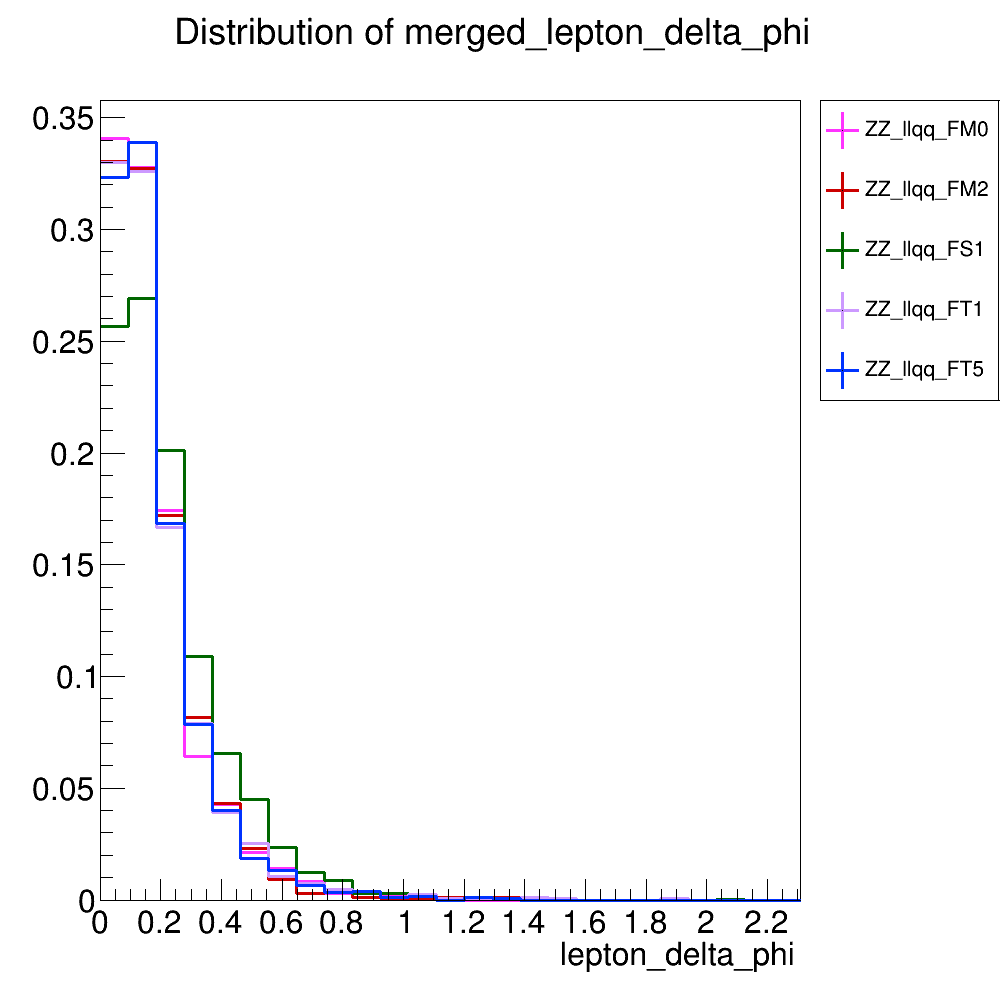 Distribution of merged_lepton_delta_phi
0.35
0.3
0.25
0.2
0.15
0.1
0.05
0
0 0.2 0.4 0.6 0.8 1 1.2 1.4 1.6 1.8 2 2.2
lepton_delta_phi
ZZ_llqq_FM0
ZZ_llqq_FM2
ZZ_llqq_FS1
ZZ_llqq_FT1
ZZ_llqq_FT5